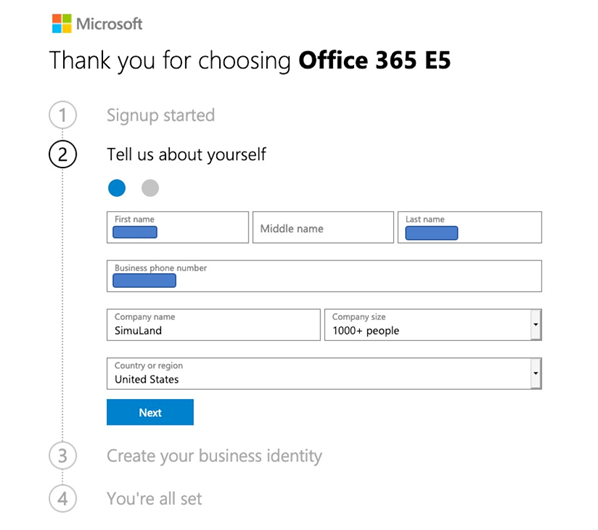 Microsoft
Thank you for choosing Office 365 E5
1 Signup started
2 Tell us about yourself
First name Middle name Last name
Business phone number
Company name Company size
SimuLand 1000+ people
Country or region
United States
Next
3 Create your business identity
4 You're all set